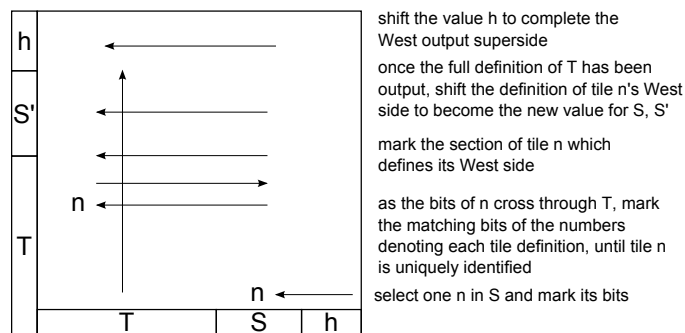 h
shift the value h to complete the
West output superside
once the full definition of T has been
output, shift the definition of tile n's West
side to become the new value for S, S'
S'
mark the section of tile n which
defines its West side
n
as the bits of n cross through T, mark
the matching bits of the numbers
denoting each tile definition, until tile n
is uniquely identified
T
n
select one n in S and mark its bits
T S h